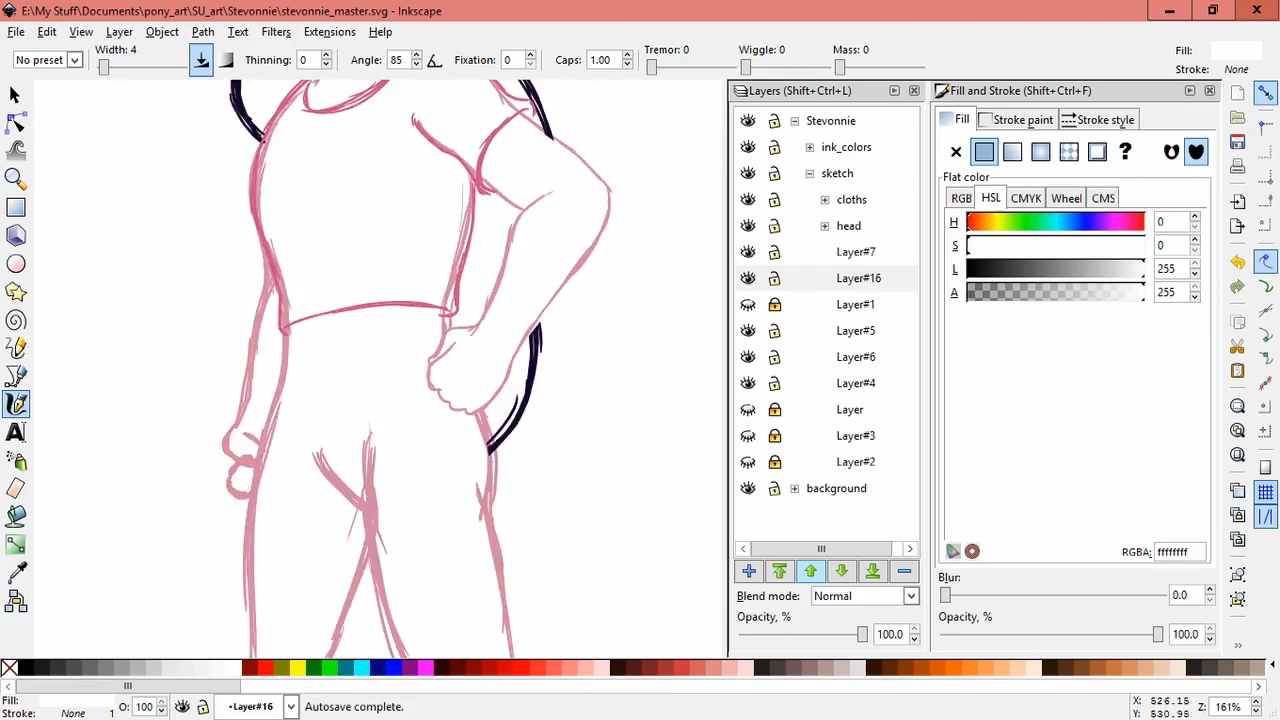 E:\My Stuff\Documents\pony_art\SU_art\Stevonnie\stevonnie_master.svg - Inkscape
File Edit View Layer Object Path Text Filters Extensions Help
No preset Width: 4 Thinning: 0 Angle: 85 Fixation: 0 Caps: 1.00 Tremor: 0 Wiggle: 0 Mass: 0 Fill:
Stroke: None
Layers (Shift+Ctrl+L)
Stevonnie
ink_colors
sketch
cloths
head
Layer#7
Layer#16
Layer#1
Layer#5
Layer#6
Layer#4
Layer
Layer#3
Layer#2
background
Blend mode: Normal
Opacity, %
100.0
Fill and Stroke (Shift+Ctrl+F)
Fill Stroke paint Stroke style
?
Flat color
RGB HSL CMYK Wheel CMS
H 0
S 0
L 255
A 255
RGBA: ffffffff
Blur:
0.0
Opacity, %
100.0
Fill:
Stroke: None 1 O: 100 •Layer#16 Autosave complete.
X: 526.15
Y: 530.95
Z: 161%